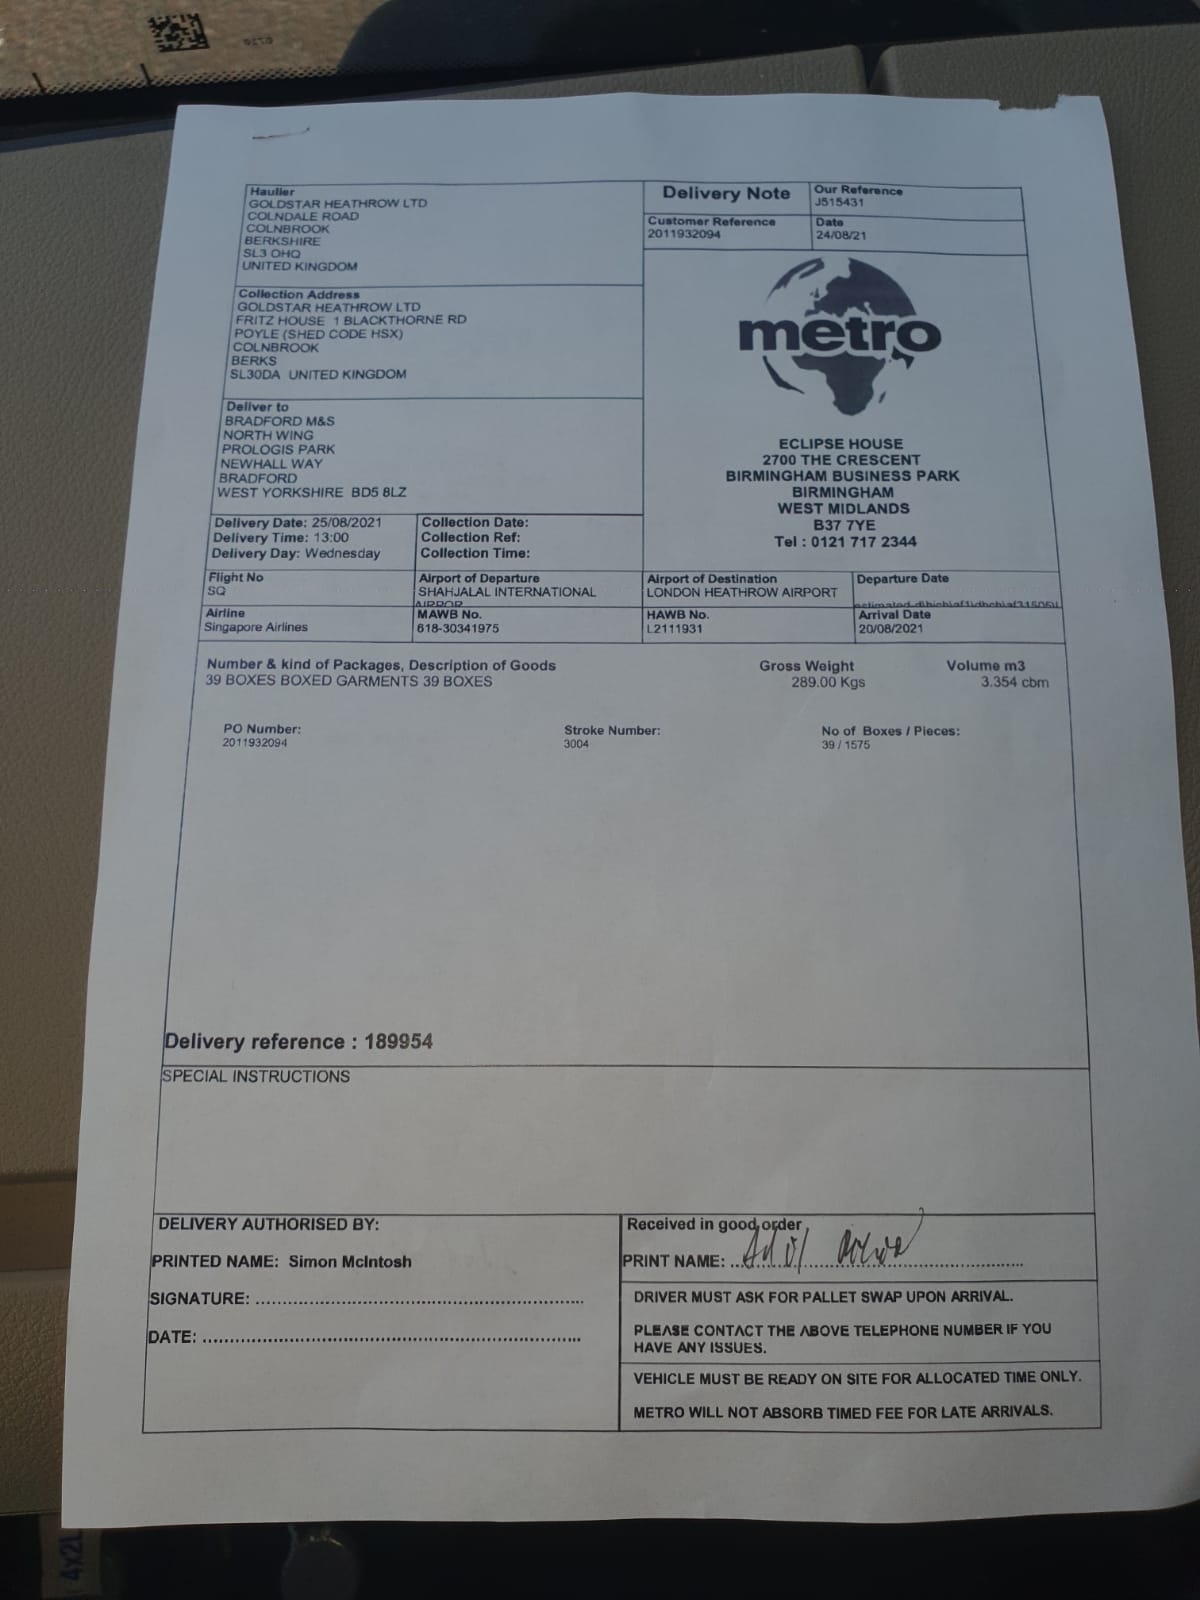 Haulier
GOLDSTAR HEATHROW LTD
COLNDALE ROAD
COLNBROOK
BERKSHIRE
SL3 OHQ
UNITED KINGDOM
Delivery Note
Our Reference
J515431
Customer Reference
2011932094
Date
24/08/21
Collection Address
GOLDSTAR HEATHROW LTD
FRITZ HOUSE 1 BLACKTHORNE RD
POYLE (SHED CODE HSX)
COLNBROOK
BERKS
SL30DA UNITED KINGDOM
metro
Deliver to
BRADFORD M&S
NORTH WING
PROLOGIS PARK
NEWHALL WAY
BRADFORD
WEST YORKSHIRE BD5 8LZ
ECLIPSE HOUSE
2700 THE CRESCENT
BIRMINGHAM BUSINESS PARK
BIRMINGHAM
WEST MIDLANDS
B37 7YE
Tel : 0121 717 2344
Delivery Date: 25/08/2021
Delivery Time: 13:00
Delivery Day: Wednesday
Collection Date:
Collection Ref:
Collection Time:
Flight No
SQ
Airport of Departure
SHAHJALAL INTERNATIONAL
AIRPOR
Airport of Destination
LONDON HEATHROW AIRPORT
Departure Date
Airline
Singapore Airlines
MAWB No.
618-30341975
HAWB No.
L2111931
Arrival Date
20/08/2021
Number & kind of Packages, Description of Goods
39 BOXES BOXED GARMENTS 39 BOXES
Gross Weight
289.00 Kgs
Volume m3
3.354 cbm
PO Number:
2011932094
Stroke Number:
3004
No of Boxes / Pieces:
39 / 1575
Delivery reference : 189954
SPECIAL INSTRUCTIONS
DELIVERY AUTHORISED BY:
PRINTED NAME: Simon McIntosh
SIGNATURE:
DATE:
Received in good order
PRINT NAME:
DRIVER MUST ASK FOR PALLET SWAP UPON ARRIVAL.
PLEASE CONTACT THE ABOVE TELEPHONE NUMBER IF YOU
HAVE ANY ISSUES.
VEHICLE MUST BE READY ON SITE FOR ALLOCATED TIME ONLY.
METRO WILL NOT ABSORB TIMED FEE FOR LATE ARRIVALS.
4x2L